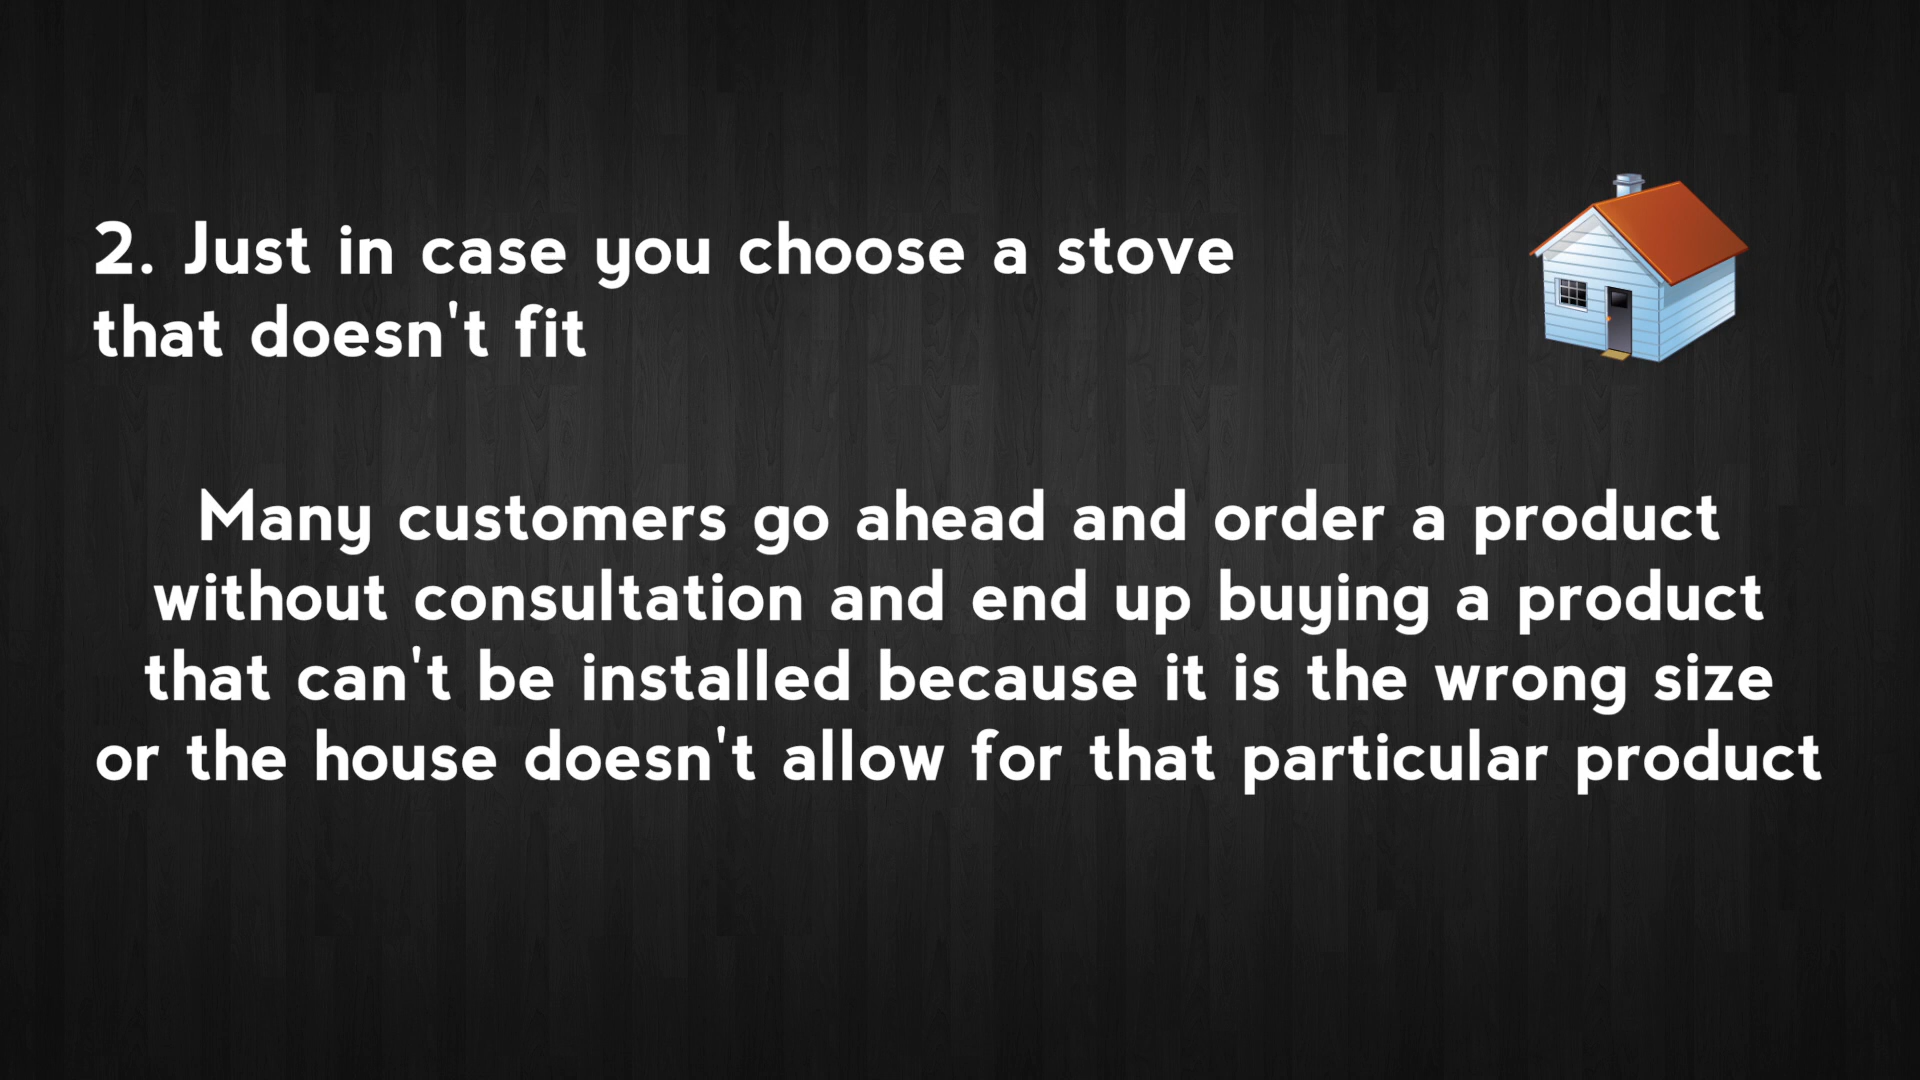 2. Just in case you choose a stove
that doesn't fit
Many customers go ahead and order a product
without consultation and end up buying a product
that can't be installed because it is the wrong size
or the house doesn't allow for that particular product